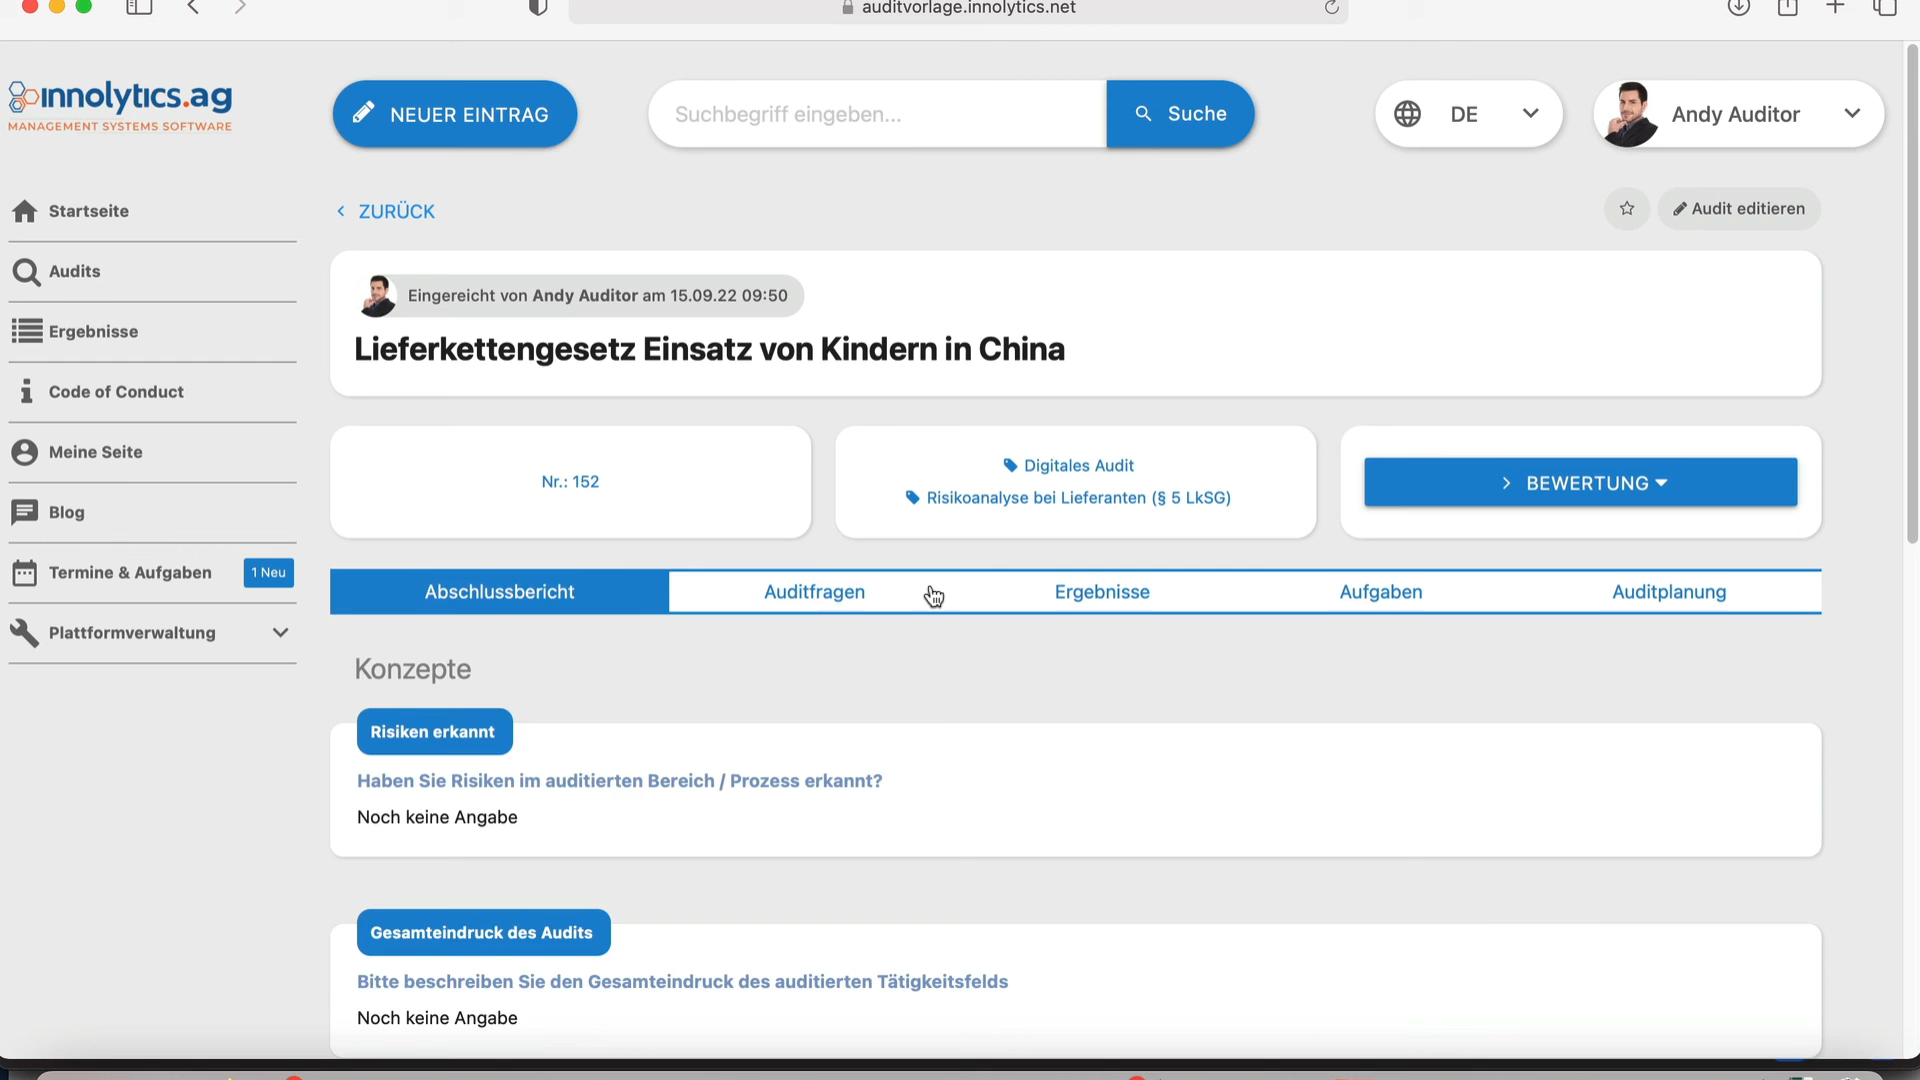 auditvorlage.innolytics.net
innolytics.ag
MANAGEMENT SYSTEMS SOFTWARE
NEUER EINTRAG
Suchbegriff eingeben...
Suche
DE
Andy Auditor
Startseite
Audits
Ergebnisse
Code of Conduct
Meine Seite
Blog
Termine & Aufgaben
1 Neu
Plattformverwaltung
ZURÜCK
Audit editieren
Eingereicht von Andy Auditor am 15.09.22 09:50
Lieferkettengesetz Einsatz von Kindern in China
Nr.: 152
Digitales Audit
Risikoanalyse bei Lieferanten (§ 5 LkSG)
BEWERTUNG
Abschlussbericht
Auditfragen
Ergebnisse
Aufgaben
Auditplanung
Konzepte
Risiken erkannt
Haben Sie Risiken im auditierten Bereich / Prozess erkannt?
Noch keine Angabe
Gesamteindruck des Audits
Bitte beschreiben Sie den Gesamteindruck des auditierten Tätigkeitsfelds
Noch keine Angabe